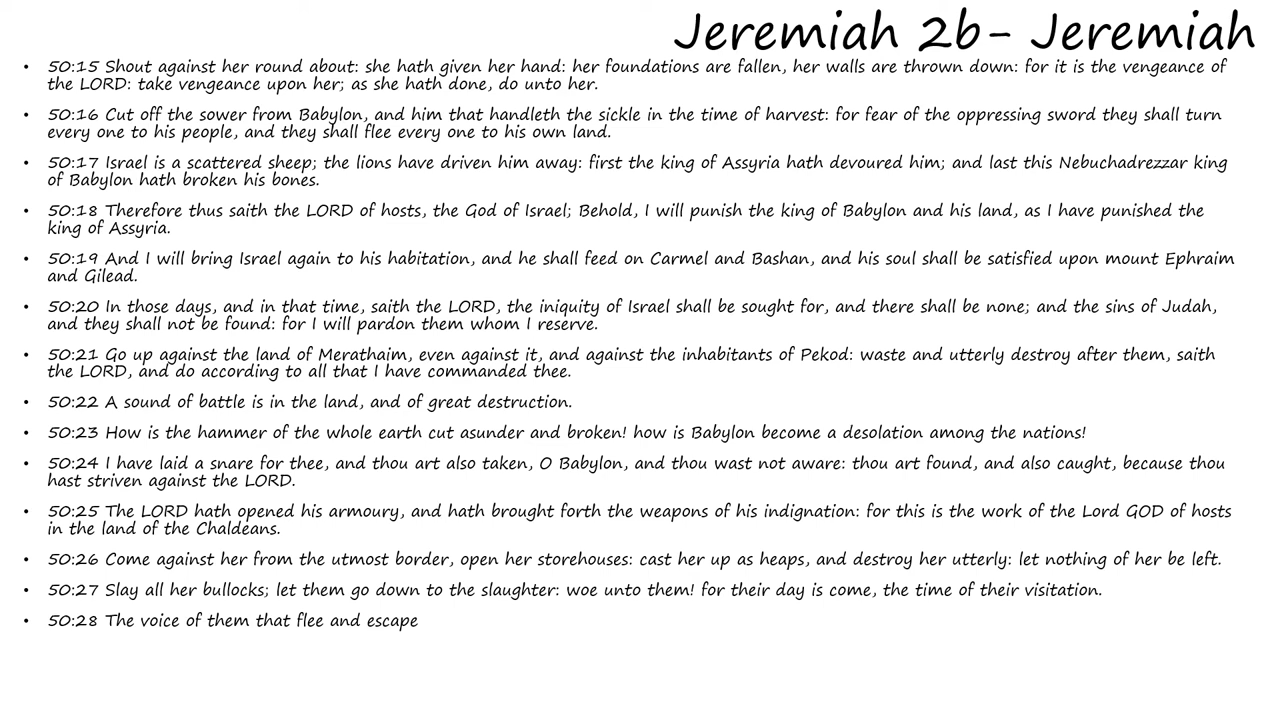 Jeremiah 2b- Jeremiah
• 50:15 Shout against her round about: she hath given her hand: her foundations are fallen, her walls are thrown down: for it is the vengeance of
the LORD: take vengeance upon her; as she hath done, do unto her.
• 50:16 Cut off the sower from Babylon, and him that handleth the sickle in the time of harvest: for fear of the oppressing sword they shall turn
every one to his people, and they shall flee every one to his own land.
• 50:17 Israel is a scattered sheep; the lions have driven him away: first the king of Assyria hath devoured him; and last this Nebuchadrezzar king
of Babylon hath broken his bones.
• 50:18 Therefore thus saith the LORD of hosts, the God of Israel; Behold, I will punish the king of Babylon and his land, as I have punished the
king of Assyria.
• 50:19 And I will bring Israel again to his habitation, and he shall feed on Carmel and Bashan, and his soul shall be satisfied upon mount Ephraim
and Gilead.
• 50:20 In those days, and in that time, saith the LORD, the iniquity of Israel shall be sought for, and there shall be none; and the sins of Judah,
and they shall not be found: for I will pardon them whom I reserve.
• 50:21 Go up against the land of Merathaim, even against it, and against the inhabitants of Pekod: waste and utterly destroy after them, saith
the LORD, and do according to all that I have commanded thee.
• 50:22 A sound of battle is in the land, and of great destruction.
• 50:23 How is the hammer of the whole earth cut asunder and broken! how is Babylon become a desolation among the nations!
• 50:24 I have laid a snare for thee, and thou art also taken, O Babylon, and thou wast not aware: thou art found, and also caught, because thou
hast striven against the LORD.
• 50:25 The LORD hath opened his armoury, and hath brought forth the weapons of his indignation: for this is the work of the Lord GOD of hosts
in the land of the Chaldeans.
• 50:26 Come against her from the utmost border, open her storehouses: cast her up as heaps, and destroy her utterly: let nothing of her be left.
• 50:27 Slay all her bullocks; let them go down to the slaughter: woe unto them! for their day is come, the time of their visitation.
• 50:28 The voice of them that flee and escape